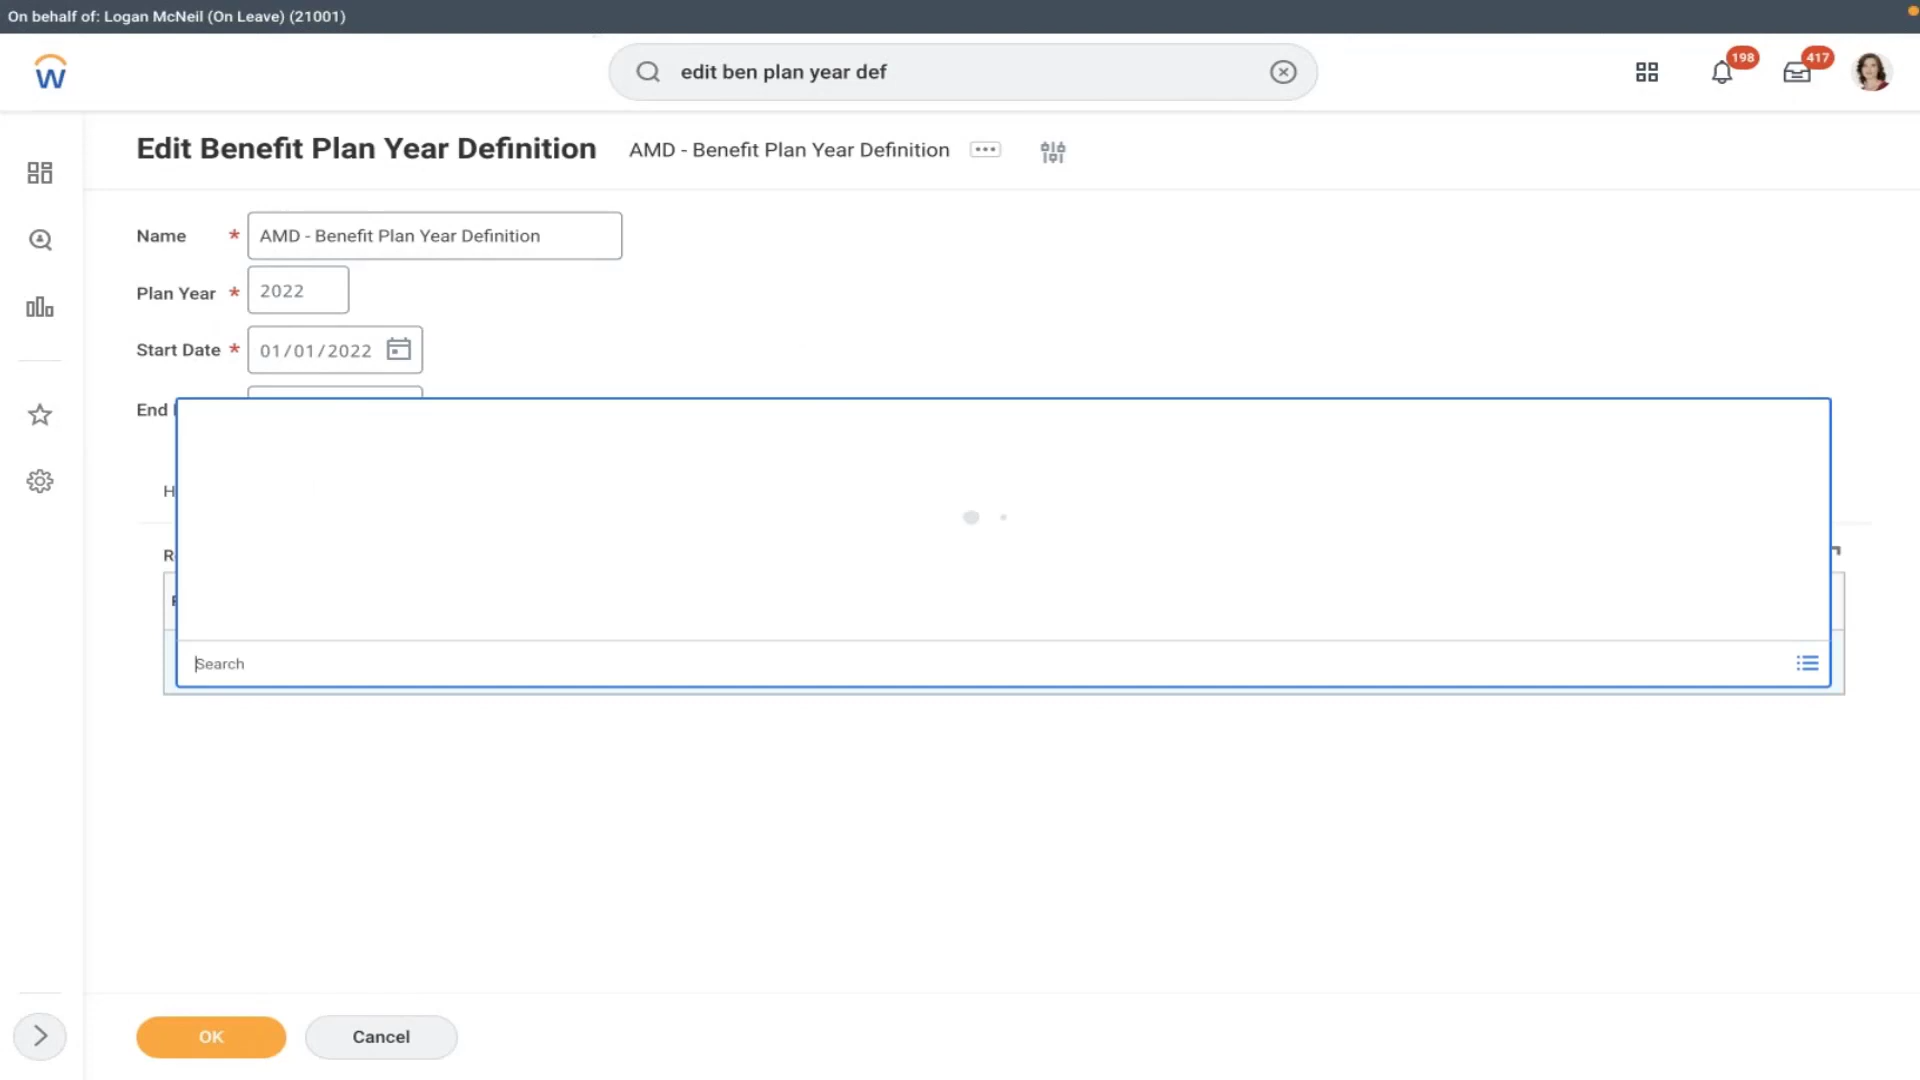 On behalf of: Logan McNeil (On Leave) (21001)
W
edit ben plan year def
198
417
Edit Benefit Plan Year Definition
AMD - Benefit Plan Year Definition
Name *
AMD - Benefit Plan Year Definition
Plan Year *
2022
Start Date *
01/01/2022
End
Search
OK
Cancel